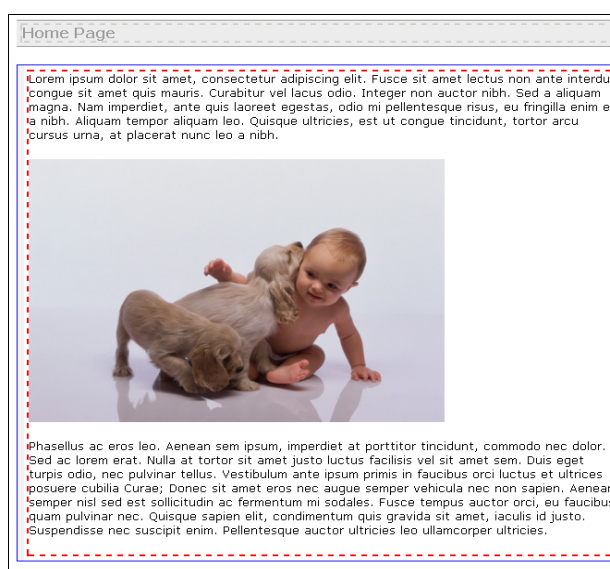 Home Page
Lorem ipsum dolor sit amet, consectetur adipiscing elit. Fusce sit amet lectus non ante
congue sit amet quis mauris. Curabitur vel lacus odio. Integer non auctor nibh. Sed a aliquam
magna. Nam imperdiet, ante quis laoreet egestas, odio mi pellentesque risus, eu fringilla enim
a nibh. Aliquam tempor aliquam leo. Quisque ultricies, est ut congue tincidunt, tortor arcu
cursus urna, at placerat nunc leo a nibh.
Phasellus ac eros leo. Aenean sem ipsum, imperdiet at porttitor tincidunt, commodo nec dolor.
Sed ac lorem erat. Nulla at tortor sit amet justo luctus facilisis vel sit amet sem. Duis eget
turpis odio, nec pulvinar tellus. Vestibulum ante ipsum primis in faucibus orci luctus et ultrices
posuere cubilia Curae; Donec sit amet eros nec augue semper vehicula nec non sapien. Aenean
semper nisl sed est sollicitudin ac fermentum mi sodales. Fusce tempus auctor orci, eu faucibus
quam pulvinar nec. Quisque sapien elit, condimentum quis gravida sit amet, iaculis id justo.
Suspendisse nec suscipit enim. Pellentesque auctor ultricies leo ullamcorper ultricies.